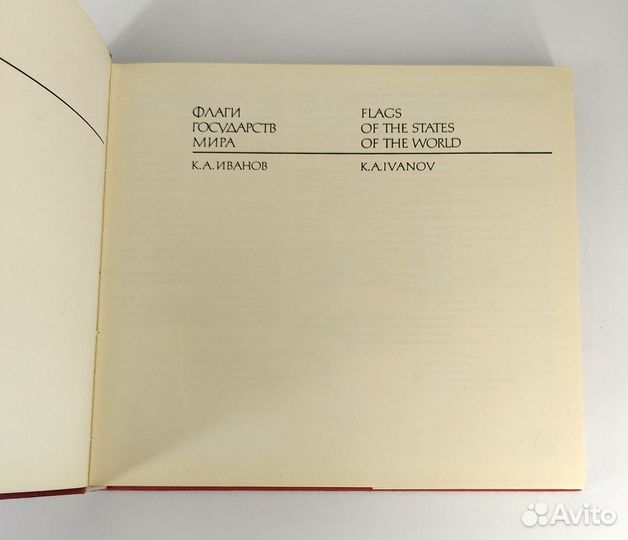 ФЛАГИ
ГОСУДАРСТВ
МИРА
К.А.ИВАНОВ
FLAGS
OF THE STATES
OF THE WORLD
K.A.IVANOV
Avito